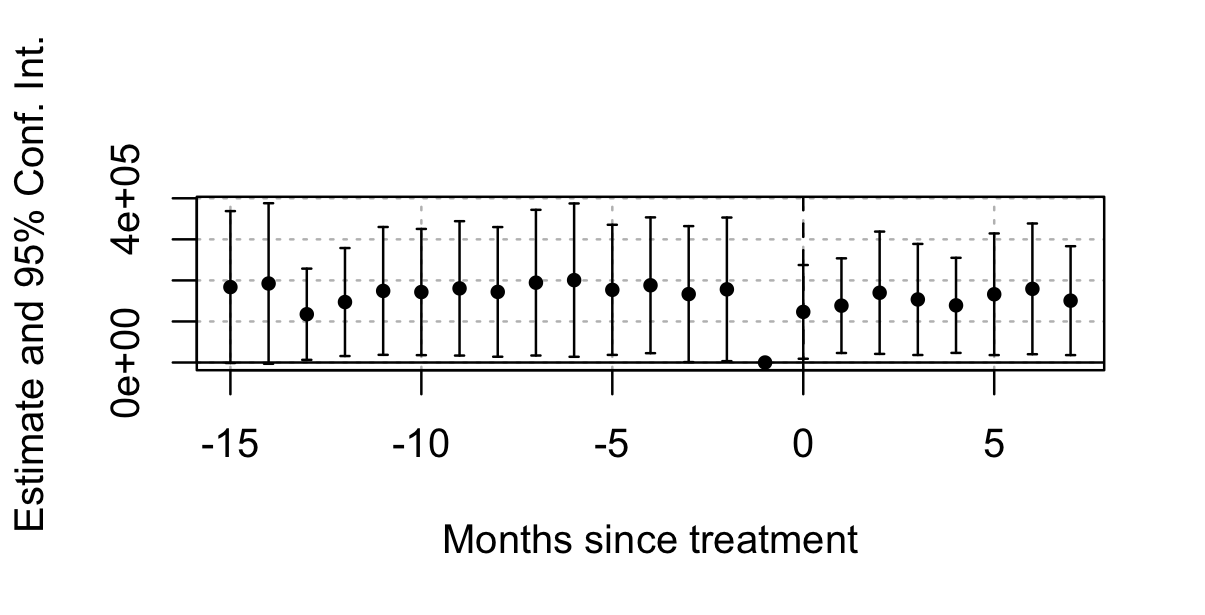 Estimate and 95% Conf. Int.
4e+05
0e+00
-15 -10 -5 0 5
Months since treatment